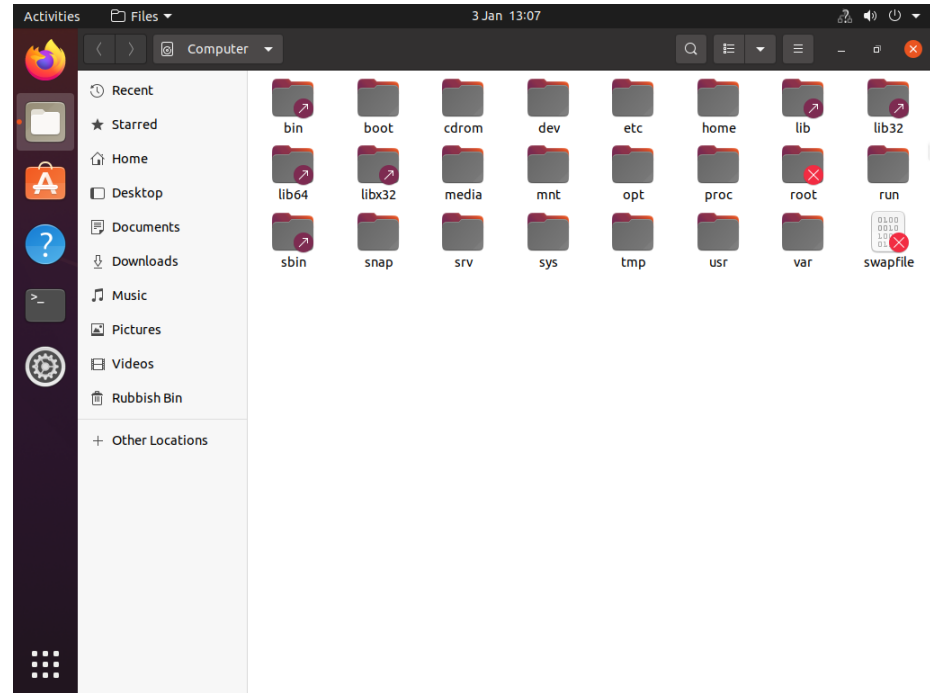 Activities Files 3 Jan 13:07
Computer
Recent
Starred
Home
Desktop
Documents
Downloads
Music
Pictures
Videos
Rubbish Bin
Other Locations
bin boot cdrom dev etc home lib lib32
lib64 libx32 media mnt opt proc root run
sbin snap srv sys tmp usr var swapfile